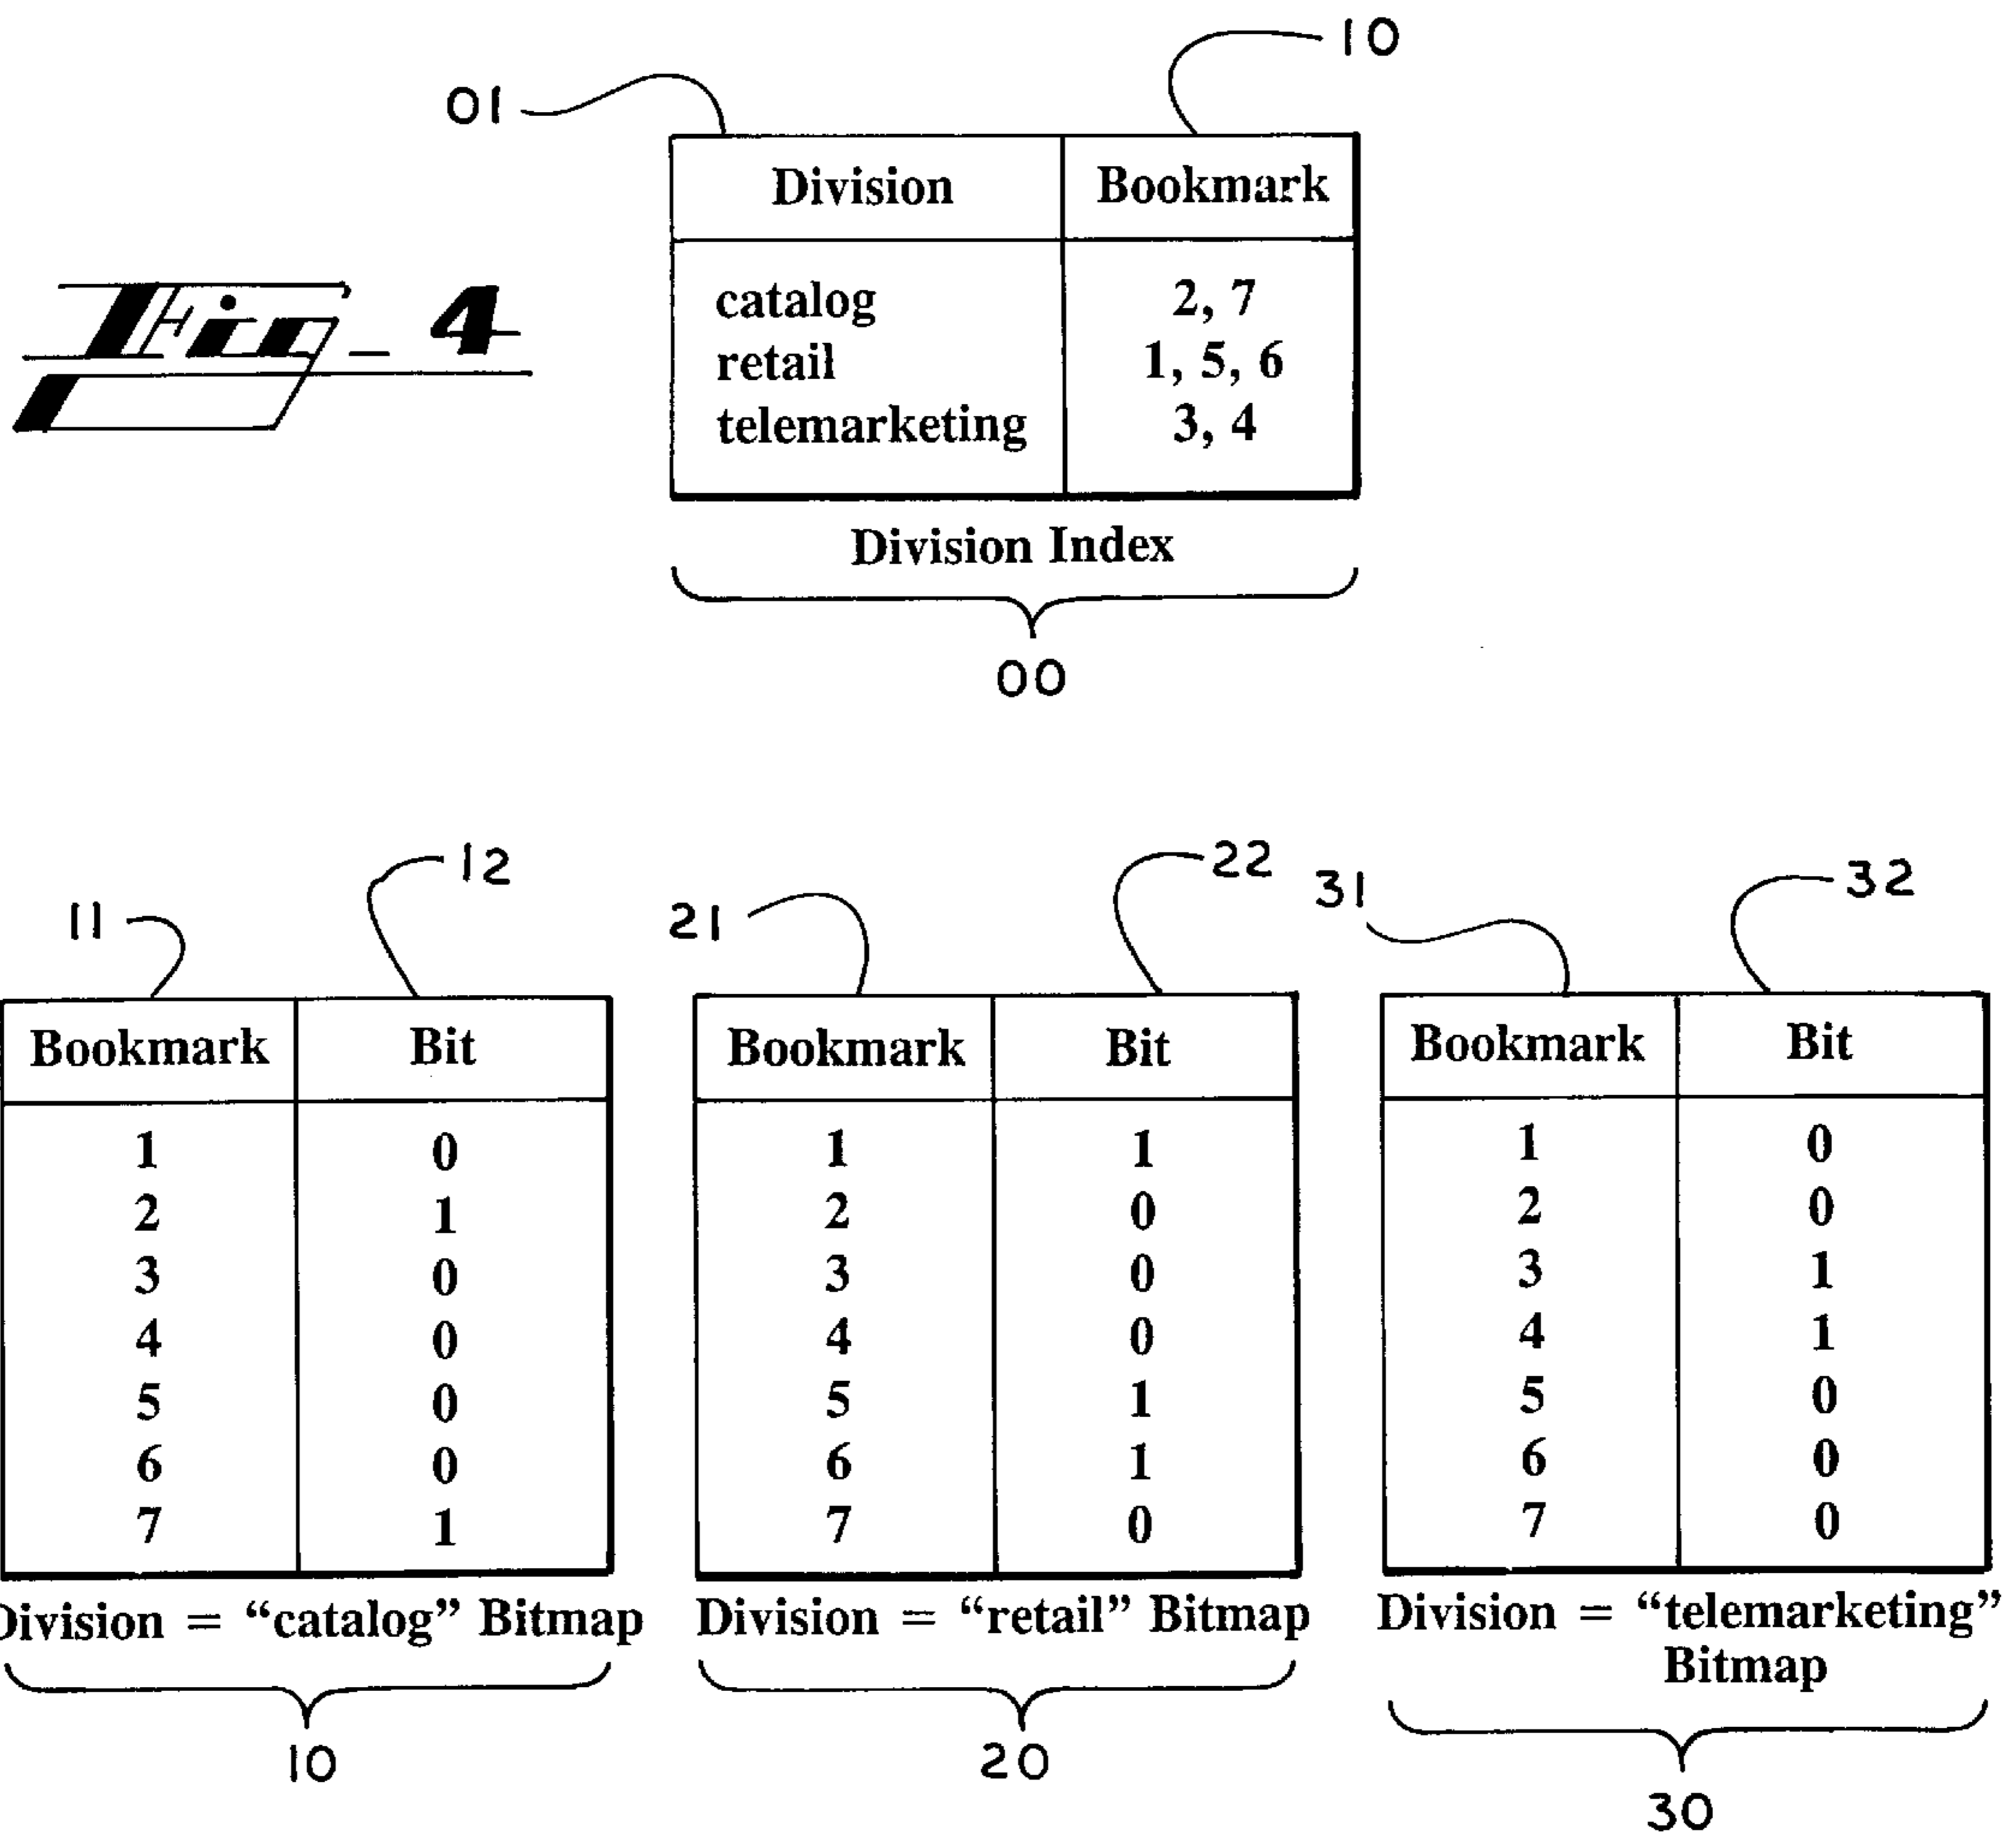 10
01
Division Bookmark
Fig_4
catalog 2, 7
retail 1, 5, 6
telemarketing 3, 4
Division Index
00
11 12 21 22 31 32
Bookmark Bit Bookmark Bit Bookmark Bit
1 0 1 1 1 0
2 1 2 0 2 0
3 0 3 0 3 1
4 0 4 0 4 1
5 0 5 1 5 0
6 0 6 1 6 0
7 1 7 0 7 0
Division = “catalog” Bitmap Division = “retail” Bitmap Division = “telemarketing”
Bitmap
10 20 30